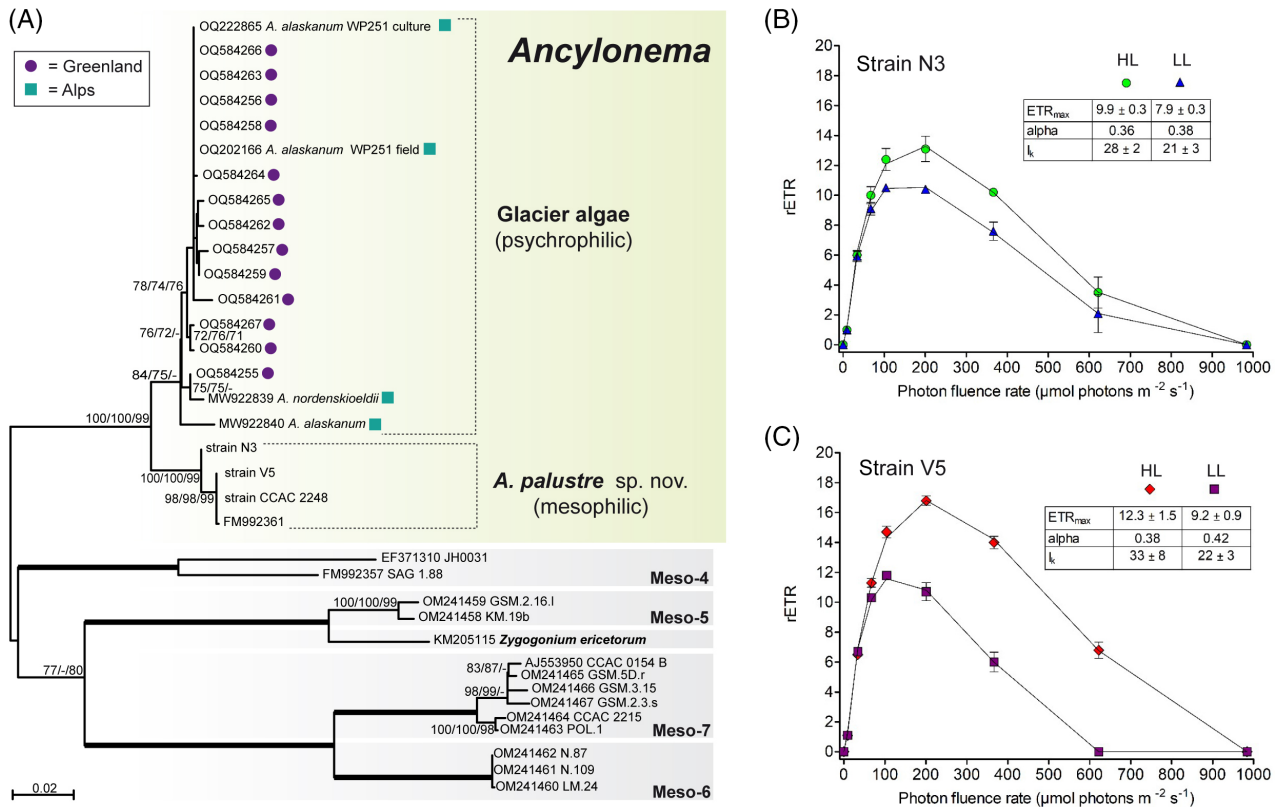 (A)
OQ222865 A. alaskanum WP251 culture
= Greenland
= Alps
OQ584266
OQ584263
OQ584256
OQ584258
OQ202166 A. alaskanum WP251 field
OQ584264
OQ584265
OQ584262
OQ584257
OQ584259
OQ584261
78/74/76
OQ584267
72/76/71
76/72/-
OQ584260
OQ584255
84/75/-
75/75/-
MW922839 A. nordenskioeldii
MW922840 A. alaskanum
100/100/99
strain N3
strain V5
100/100/99
98/98/99
strain CCAC 2248
FM992361
Ancylonema
Glacier algae
(psychrophilic)
A. palustre sp. nov.
(mesophilic)
EF371310 JH0031
FM992357 SAG 1.88
Meso-4
100/100/99
OM241459 GSM.2.16.l
OM241458 KM.19b
Meso-5
KM205115 Zygogonium ericetorum
77/-/80
83/87/-
AJ553950 CCAC 0154 B
OM241465 GSM.5D.r
98/99/-
OM241466 GSM.3.15
OM241467 GSM.2.3.s
OM241464 CCAC 2215
100/100/98
OM241463 POL.1
Meso-7
OM241462 N.87
OM241461 N.109
OM241460 LM.24
Meso-6
0.02
(B)
Strain N3
HL LL
ETRmax 9.9 ± 0.3 7.9 ± 0.3
alpha 0.36 0.38
Ik 28 ± 2 21 ± 3
rETR
20
18
16
14
12
10
8
6
4
2
0
0 100 200 300 400 500 600 700 800 900 1000
Photon fluence rate (µmol photons m -2 s-1)
(C)
Strain V5
HL LL
ETRmax 12.3 ± 1.5 9.2 ± 0.9
alpha 0.38 0.42
Ik 33 ± 8 22 ± 3
rETR
20
18
16
14
12
10
8
6
4
2
0
0 100 200 300 400 500 600 700 800 900 1000
Photon fluence rate (µmol photons m -2 s-1)